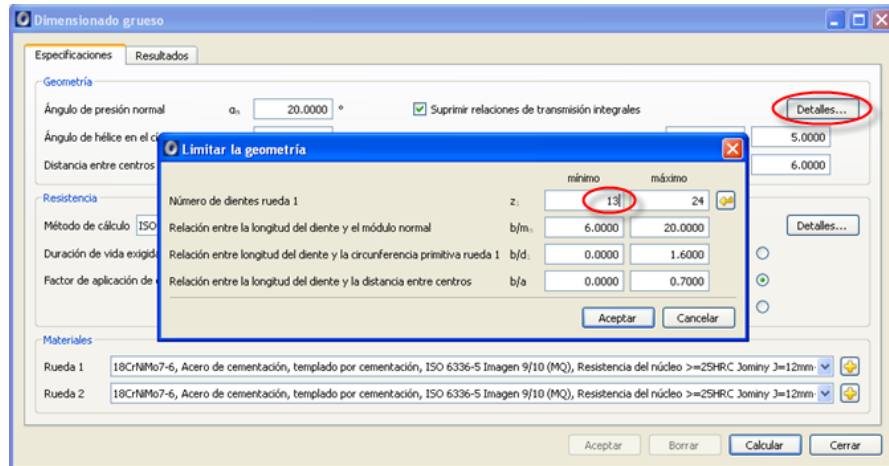 Dimensionado grueso
Especificaciones Resultados
Geometría
Ángulo de presión normal αn 20.0000 ° Suprimir relaciones de transmisión integrales Detalles...
Ángulo de hélice en el 5.0000
Distancia entre centros 6.0000
Limitar la geometría
mínimo máximo
Número de dientes rueda 1 z1 13 24
Relación entre la longitud del diente y el módulo normal b/mn 6.0000 20.0000
Relación entre longitud del diente y la circunferencia primitiva rueda 1 b/d1 0.0000 1.6000
Relación entre la longitud del diente y la distancia entre centros b/a 0.0000 0.7000
Aceptar Cancelar
Resistencia
Método de cálculo ISO Detalles...
Duración de vida exigida
Factor de aplicación de
Materiales
Rueda 1 18CrNiMo7-6, Acero de cementación, templado por cementación, ISO 6336-5 Imagen 9/10 (MQ), Resistencia del núcleo >=25HRC Jominy J=12mm
Rueda 2 18CrNiMo7-6, Acero de cementación, templado por cementación, ISO 6336-5 Imagen 9/10 (MQ), Resistencia del núcleo >=25HRC Jominy J=12mm
Aceptar Borrar Calcular Cerrar